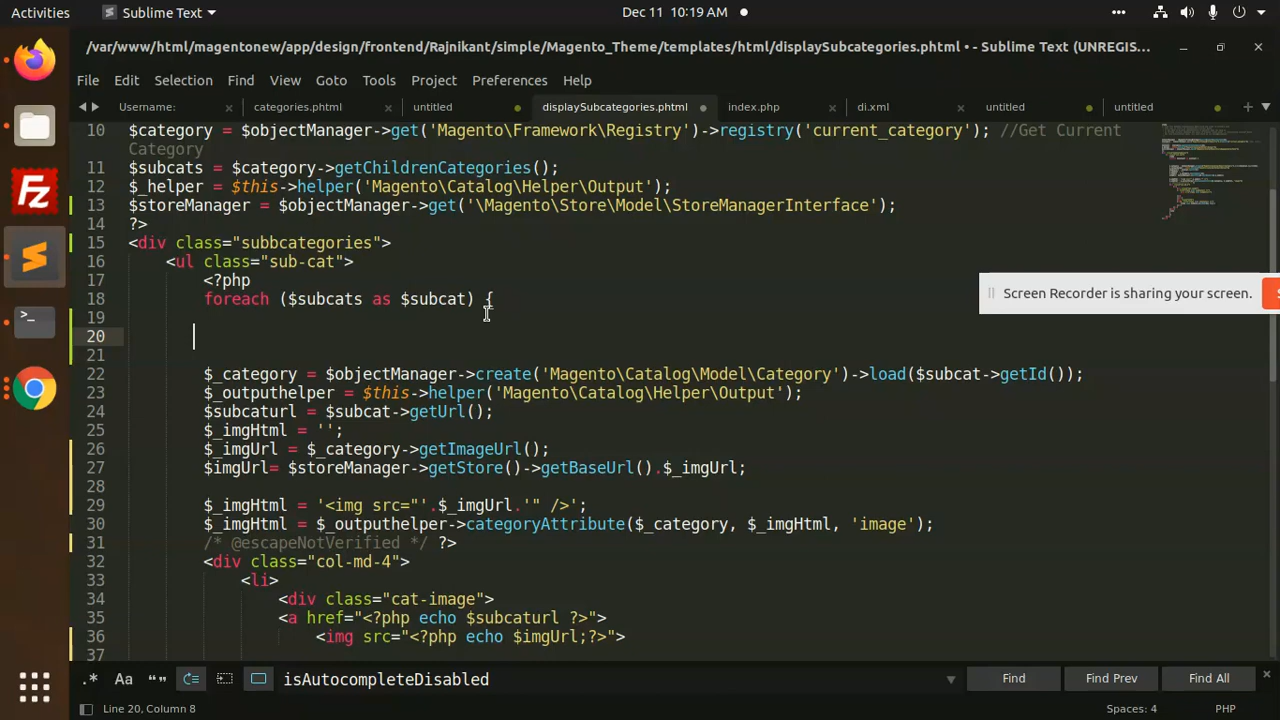 Activities
Sublime Text
Dec 11 10:19 AM
/var/www/html/magentonew/app/design/frontend/Rajnikant/simple/Magento_Theme/templates/html/displaySubcategories.phtml • - Sublime Text (UNREGIS...
File Edit Selection Find View Goto Tools Project Preferences Help
Username: categories.phtml untitled displaySubcategories.phtml index.php di.xml untitled untitled
10 $category = $objectManager->get('Magento\Framework\Registry')->registry('current_category'); //Get Current
Category
11 $subcats = $category->getChildrenCategories();
12 $_helper = $this->helper('Magento\Catalog\Helper\Output');
13 $storeManager = $objectManager->get('\Magento\Store\Model\StoreManagerInterface');
14 ?>
15 <div class="subbcategories">
16 <ul class="sub-cat">
17 <?php
18 foreach ($subcats as $subcat) {
19
20
21
22 $_category = $objectManager->create('Magento\Catalog\Model\Category')->load($subcat->getId());
23 $_outputhelper = $this->helper('Magento\Catalog\Helper\Output');
24 $subcaturl = $subcat->getUrl();
25 $_imgHtml = '';
26 $_imgUrl = $_category->getImageUrl();
27 $imgUrl= $storeManager->getStore()->getBaseUrl().$_imgUrl;
28
29 $_imgHtml = '<img src="'.$_imgUrl.'" />';
30 $_imgHtml = $_outputhelper->categoryAttribute($_category, $_imgHtml, 'image');
31 /* @escapeNotVerified */ ?>
32 <div class="col-md-4">
33 <li>
34 <div class="cat-image">
35 <a href="<?php echo $subcaturl ?>">
36 <img src="<?php echo $imgUrl;?>">
37
Screen Recorder is sharing your screen.
.* Aa isAutocompleteDisabled Find Find Prev Find All
Line 20, Column 8 Spaces: 4 PHP